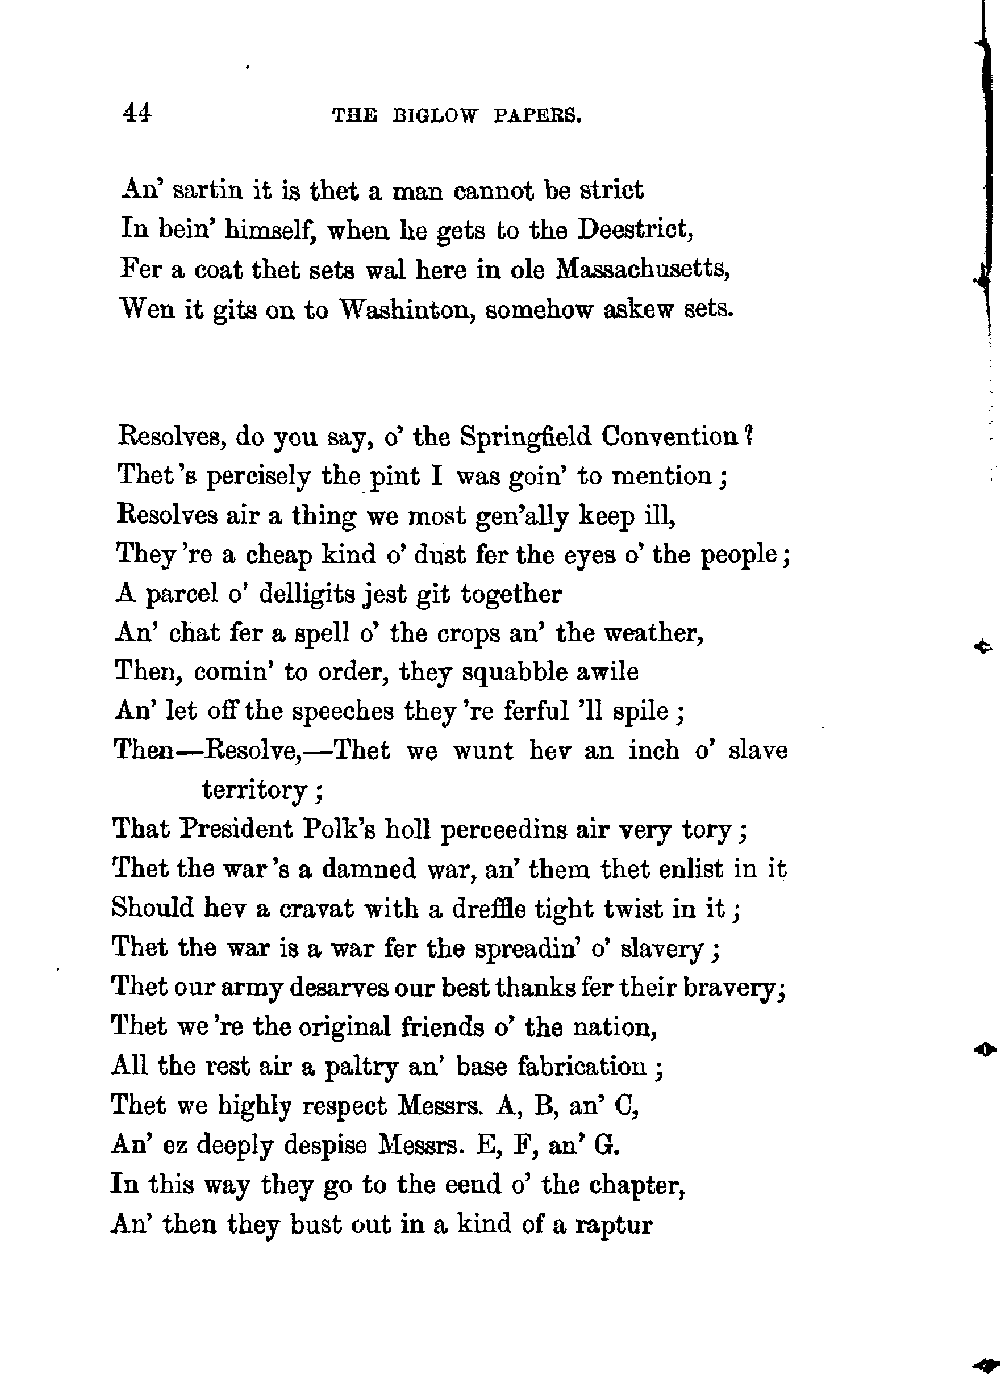 44 THE BIGLOW PAPERS.
An' sartin it is thet a man cannot be strict
In bein' himself, when he gets to the Deestrict,
Fer a coat thet sets wal here in ole Massachusetts,
Wen it gits on to Washinton, somehow askew sets.
Resolves, do you say, o' the Springfield Convention?
Thet 's percisely the pint I was goin' to mention;
Resolves air a thing we most gen'ally keep ill,
They 're a cheap kind o' dust fer the eyes o' the people;
A parcel o' delligits jest git together
An' chat fer a spell o' the crops an' the weather,
Then, comin' to order, they squabble awile
An' let off the speeches they 're ferful 'll spile;
Then—Resolve,—Thet we wunt hev an inch o' slave
territory;
That President Polk's holl perceedins air very tory;
Thet the war 's a damned war, an' them thet enlist in it
Should hev a cravat with a dreffle tight twist in it;
Thet the war is a war fer the spreadin' o' slavery;
Thet our army desarves our best thanks fer their bravery;
Thet we 're the original friends o' the nation,
All the rest air a paltry an' base fabrication;
Thet we highly respect Messrs. A, B, an' C,
An' ez deeply despise Messrs. E, F, an' G.
In this way they go to the eend o' the chapter,
An' then they bust out in a kind of a raptur